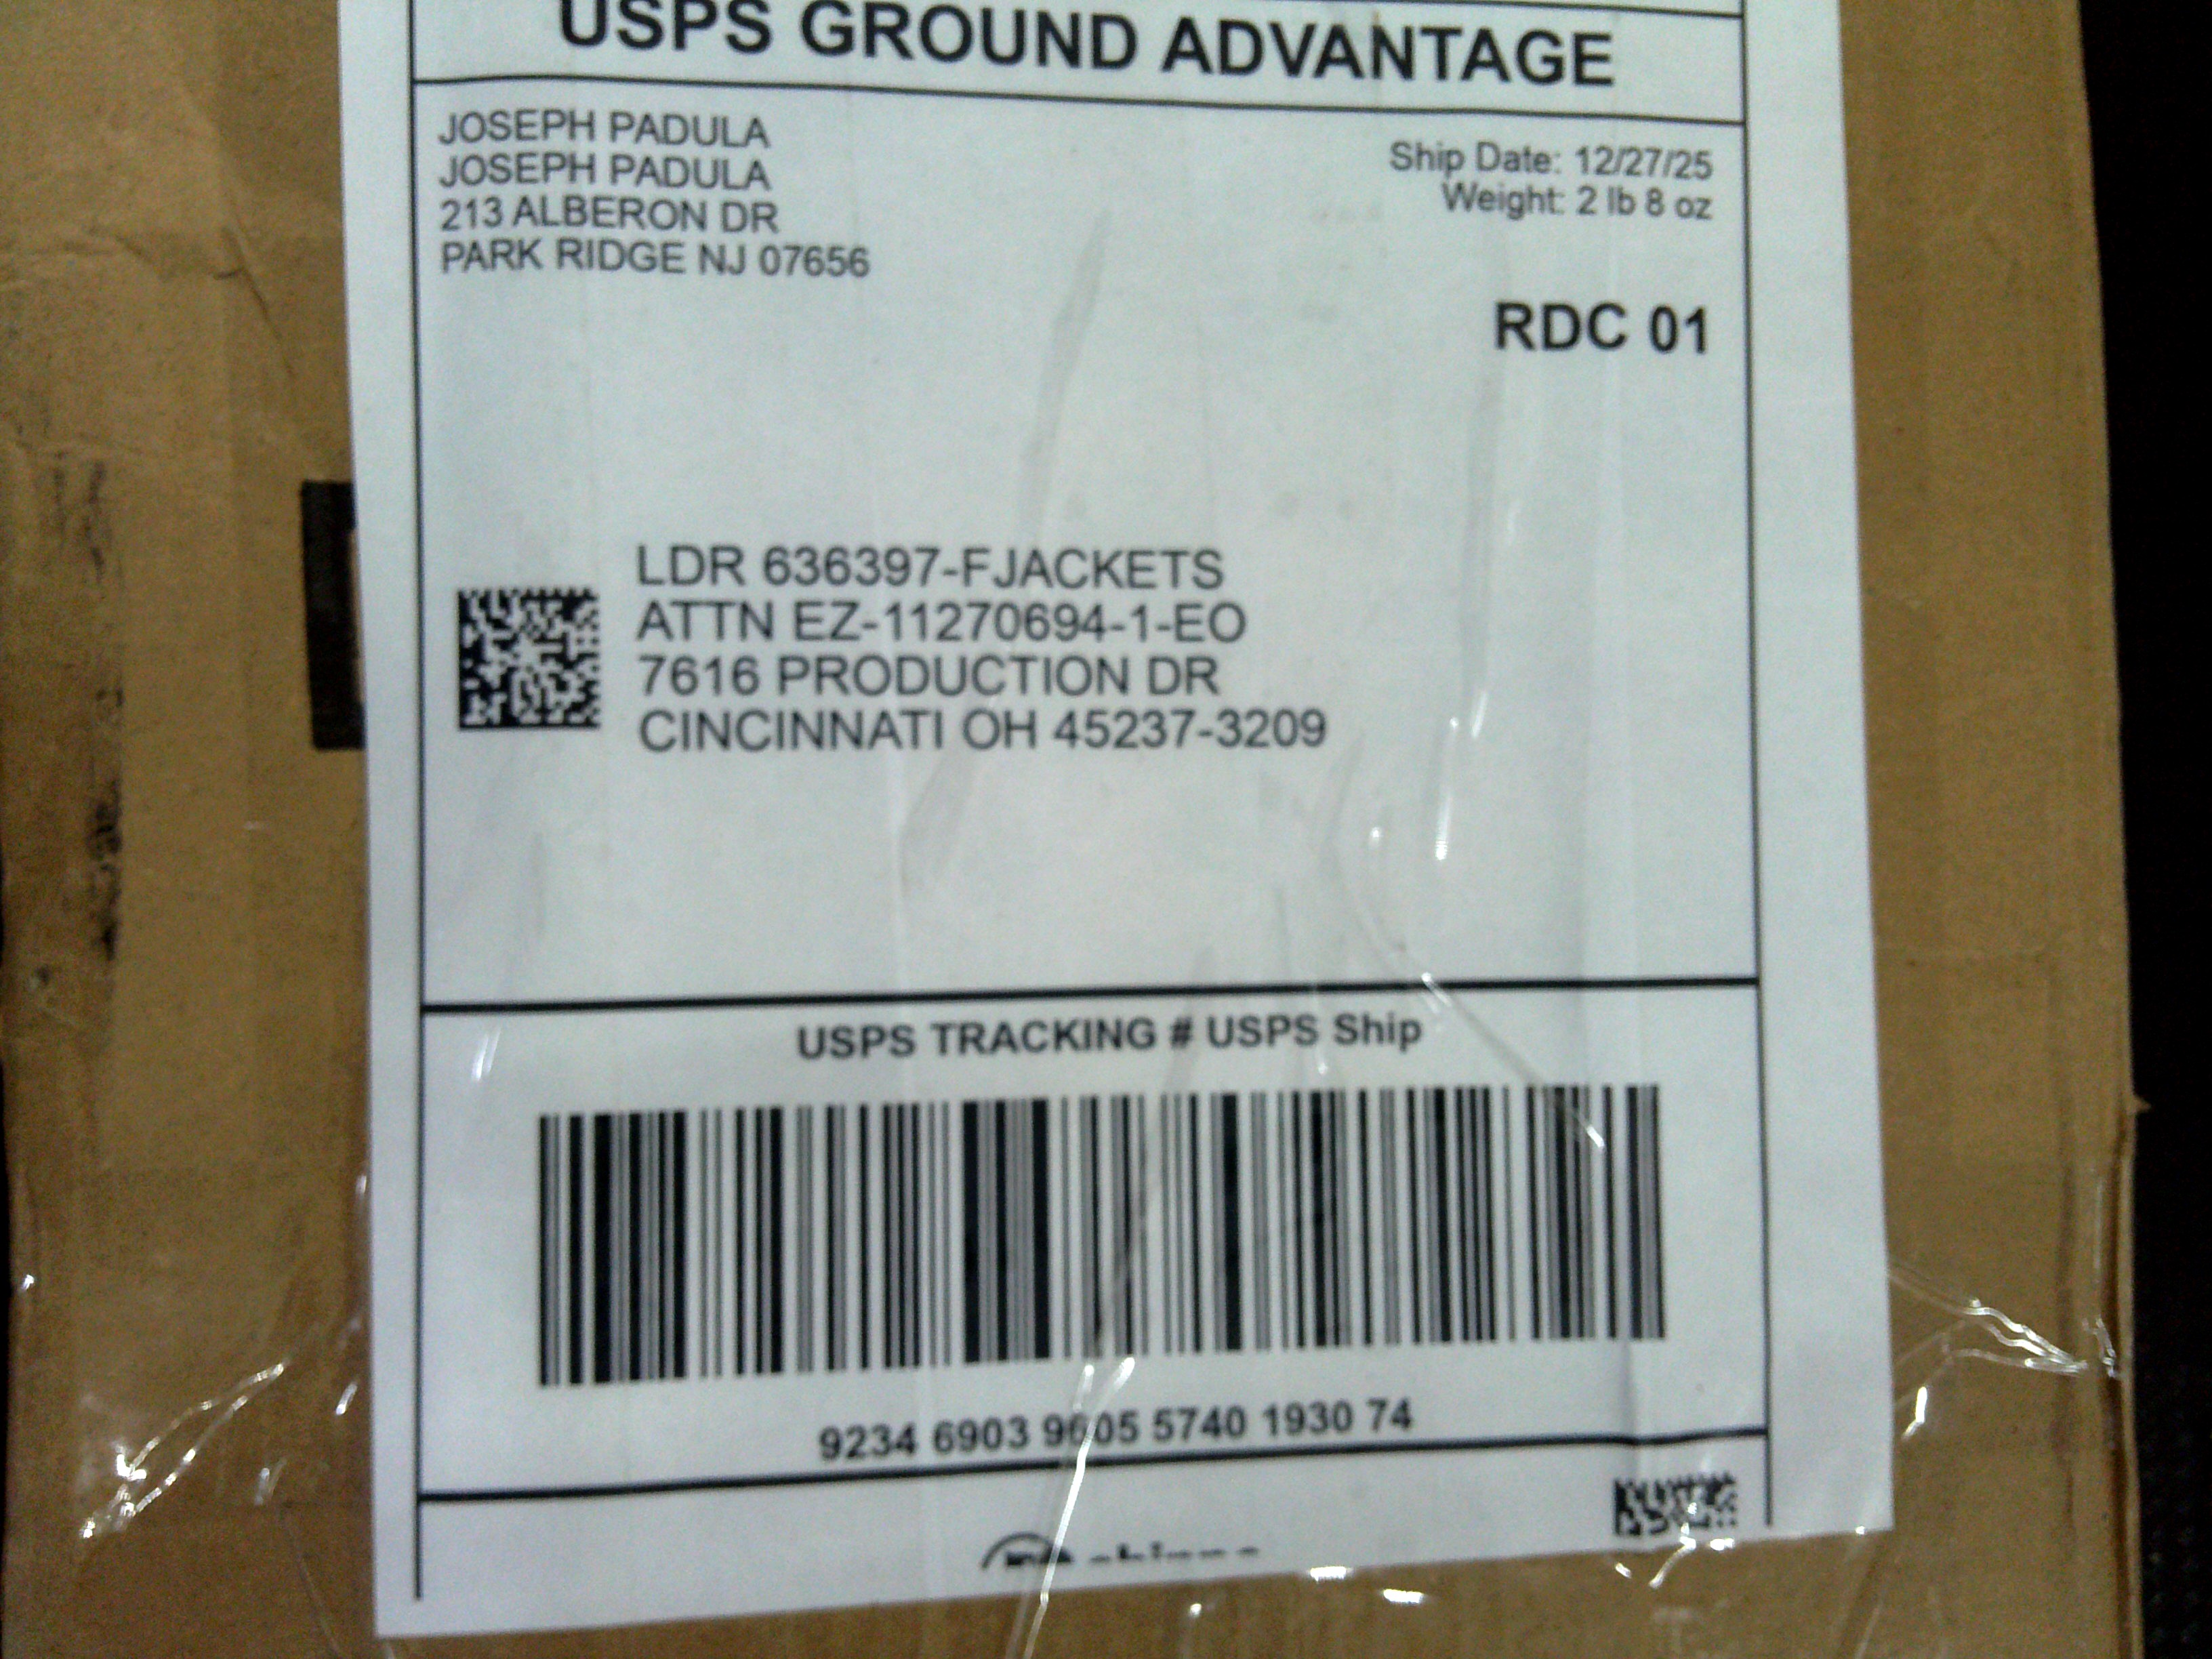 USPS GROUND ADVANTAGE
JOSEPH PADULA
JOSEPH PADULA
213 ALBERON DR
PARK RIDGE NJ 07656
Ship Date: 12/27/25
Weight: 2 lb 8 oz
RDC 01
LDR 636397-FJACKETS
ATTN EZ-11270694-1-EO
7616 PRODUCTION DR
CINCINNATI OH 45237-3209
USPS TRACKING # USPS Ship
9234 6903 9605 5740 1930 74